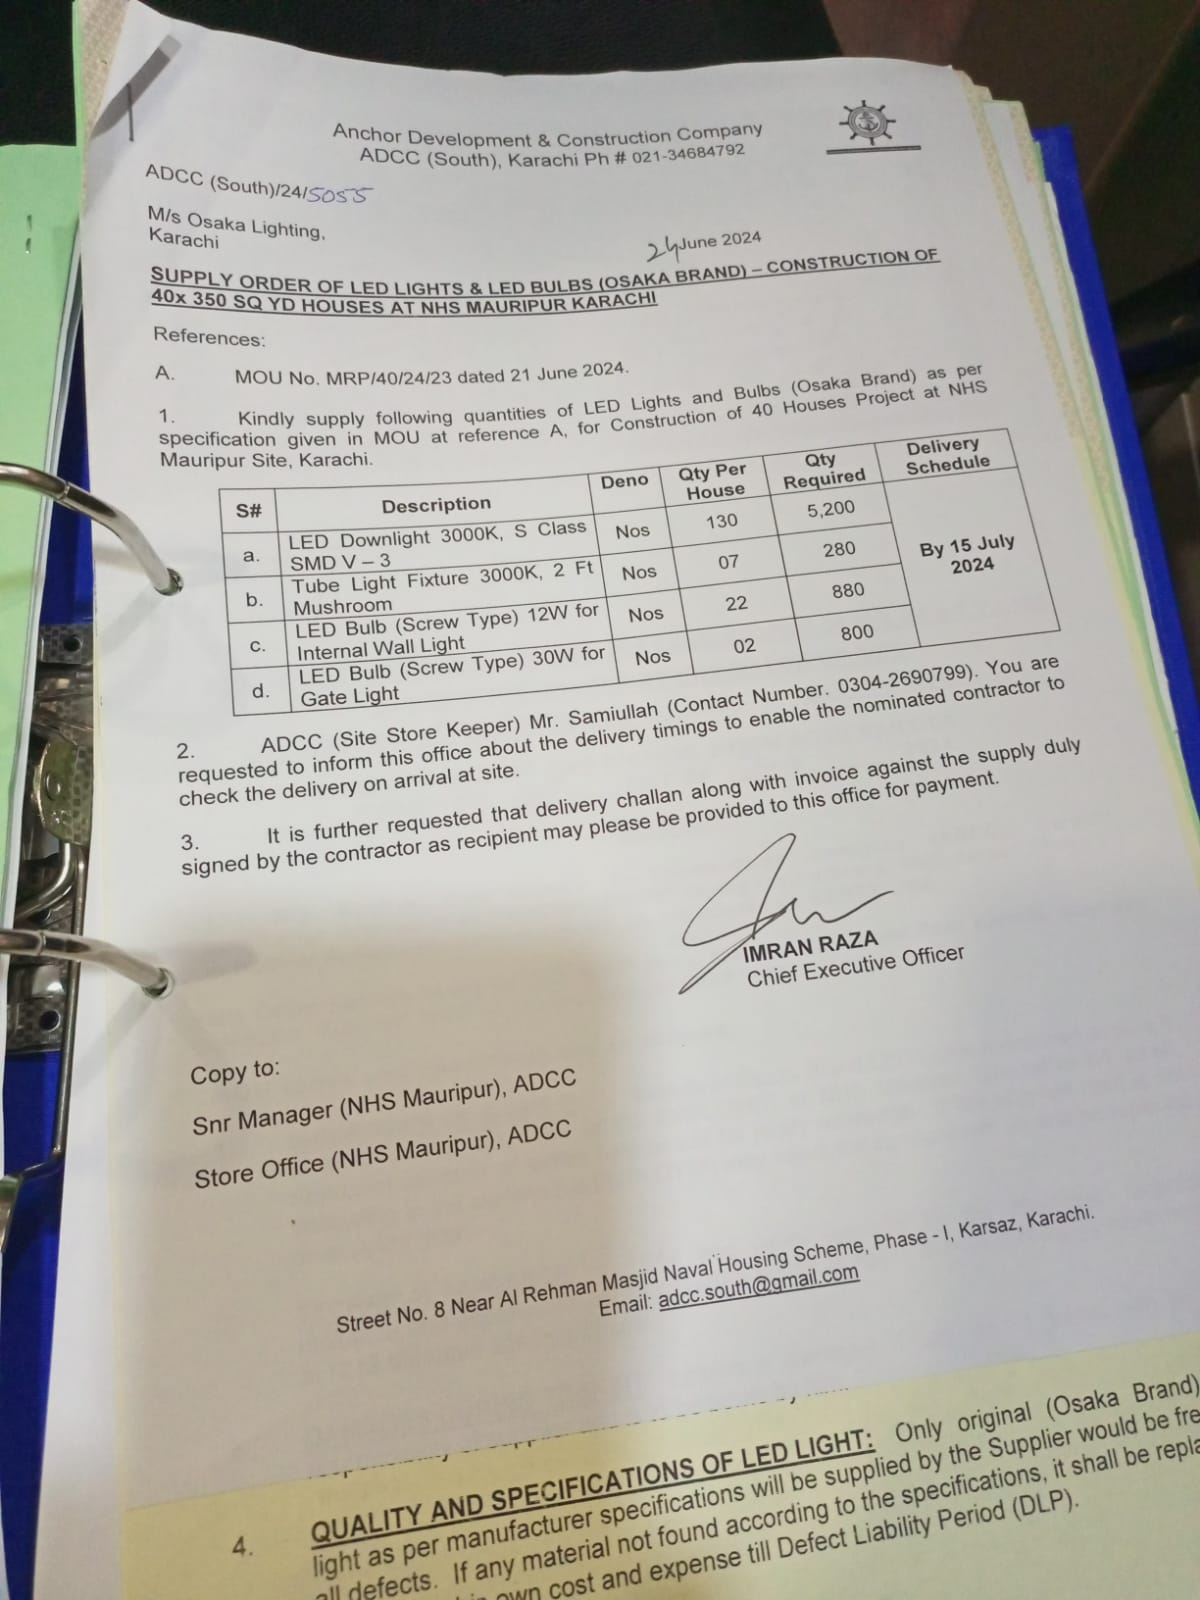 Anchor Development & Construction Company
ADCC (South), Karachi Ph # 021-34684792
ADCC (South)/24/5055
M/s Osaka Lighting,
Karachi
24 June 2024
SUPPLY ORDER OF LED LIGHTS & LED BULBS (OSAKA BRAND) – CONSTRUCTION OF
40x 350 SQ YD HOUSES AT NHS MAURIPUR KARACHI
References:
A. MOU No. MRP/40/24/23 dated 21 June 2024.
1. Kindly supply following quantities of LED Lights and Bulbs (Osaka Brand) as per
specification given in MOU at reference A, for Construction of 40 Houses Project at NHS
Mauripur Site, Karachi.
S# Description Deno Qty Per House Qty Required Delivery Schedule
a. LED Downlight 3000K, S Class SMD V – 3 Nos 130 5,200 By 15 July 2024
b. Tube Light Fixture 3000K, 2 Ft Mushroom Nos 07 280
c. LED Bulb (Screw Type) 12W for Internal Wall Light Nos 22 880
d. LED Bulb (Screw Type) 30W for Gate Light Nos 02 800
2. ADCC (Site Store Keeper) Mr. Samiullah (Contact Number. 0304-2690799). You are
requested to inform this office about the delivery timings to enable the nominated contractor to
check the delivery on arrival at site.
3. It is further requested that delivery challan along with invoice against the supply duly
signed by the contractor as recipient may please be provided to this office for payment.
IMRAN RAZA
Chief Executive Officer
Copy to:
Snr Manager (NHS Mauripur), ADCC
Store Office (NHS Mauripur), ADCC
Street No. 8 Near Al Rehman Masjid Naval Housing Scheme, Phase - I, Karsaz, Karachi.
Email: adcc.south@gmail.com
4. QUALITY AND SPECIFICATIONS OF LED LIGHT: Only original (Osaka Brand)
light as per manufacturer specifications will be supplied by the Supplier would be fre
all defects. If any material not found according to the specifications, it shall be repla
own cost and expense till Defect Liability Period (DLP).